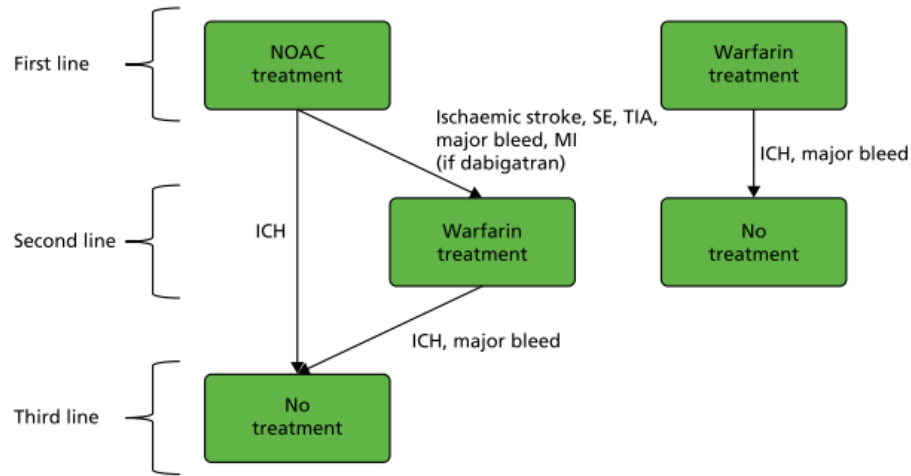 First line
NOAC
treatment
Warfarin
treatment
Ischaemic stroke, SE, TIA,
major bleed, MI
(if dabigatran)
ICH, major bleed
Second line
ICH
Warfarin
treatment
No
treatment
ICH, major bleed
Third line
No
treatment